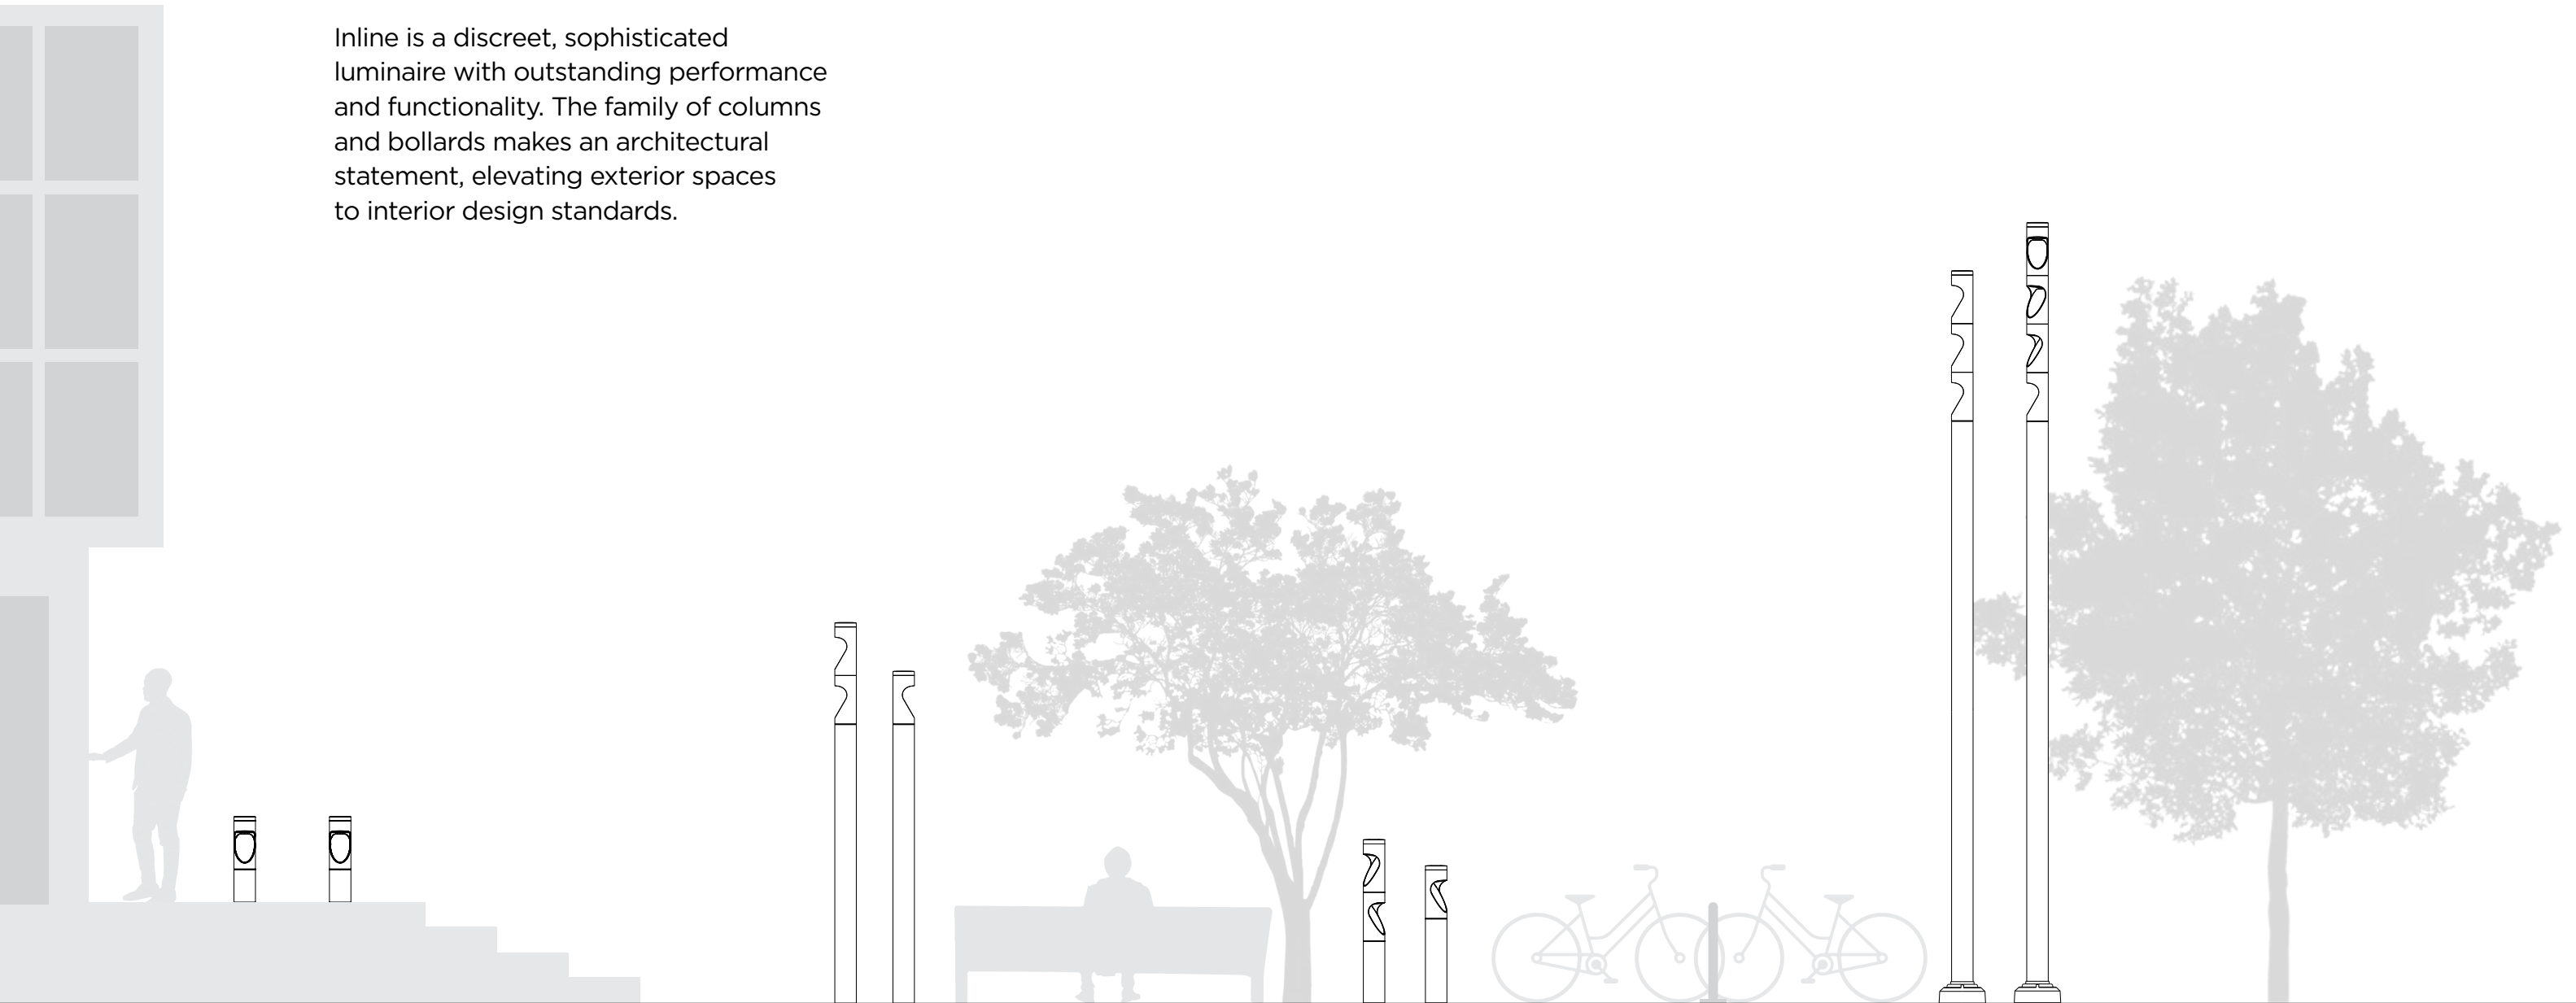 Inline is a discreet, sophisticated
luminaire with outstanding performance
and functionality. The family of columns
and bollards makes an architectural
statement, elevating exterior spaces
to interior design standards.